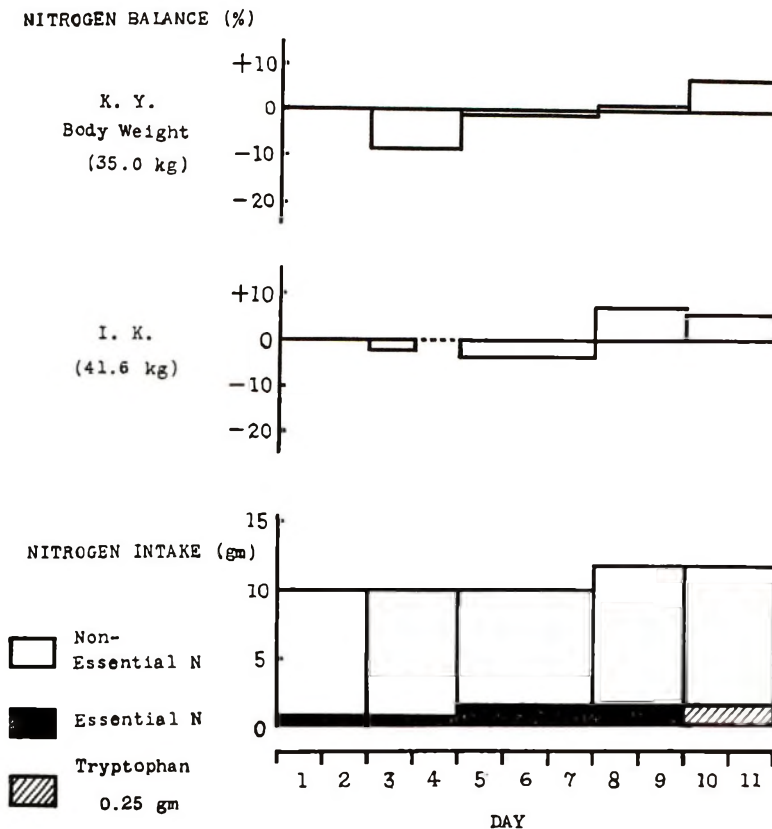 NITROGEN BALANCE (%)
K. Y.
Body Weight
(35.0 kg)
+10
0
-10
-20
I. K.
(41.6 kg)
+10
0
-10
-20
NITROGEN INTAKE (gm)
15
10
5
0
Non-
Essential N
Essential N
Tryptophan
0.25 gm
1 2 3 4 5 6 7 8 9 10 11
DAY